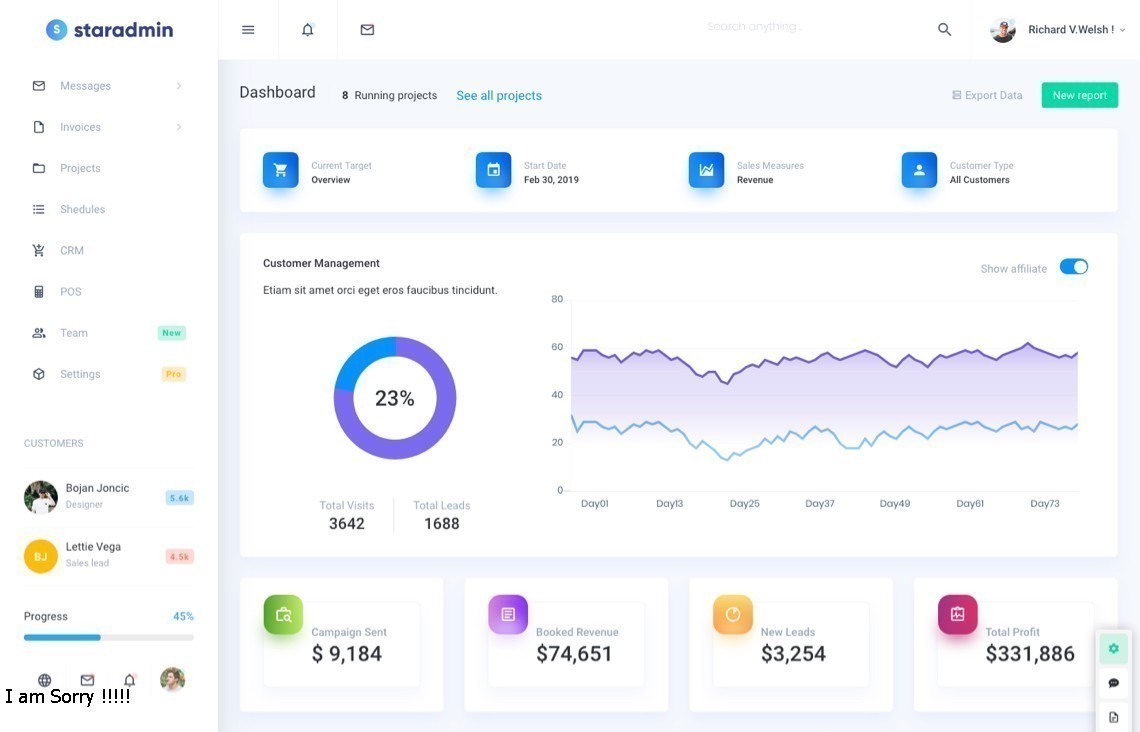 S staradmin
Search anything..
Richard V.Welsh !
Messages
Invoices
Projects
Shedules
CRM
POS
Team New
Settings Pro
CUSTOMERS
Bojan Joncic
Designer
5.6k
BJ
Lettie Vega
Sales lead
4.5k
Progress 45%
I am Sorry !!!!!
Dashboard
8 Running projects
See all projects
Export Data
New report
Current Target
Overview
Start Date
Feb 30, 2019
Sales Measures
Revenue
Customer Type
All Customers
Customer Management
Etiam sit amet orci eget eros faucibus tincidunt.
23%
Total Visits
3642
Total Leads
1688
Show affiliate
80
60
40
20
0
Day01 Day13 Day25 Day37 Day49 Day61 Day73
Campaign Sent
$ 9,184
Booked Revenue
$74,651
New Leads
$3,254
Total Profit
$331,886